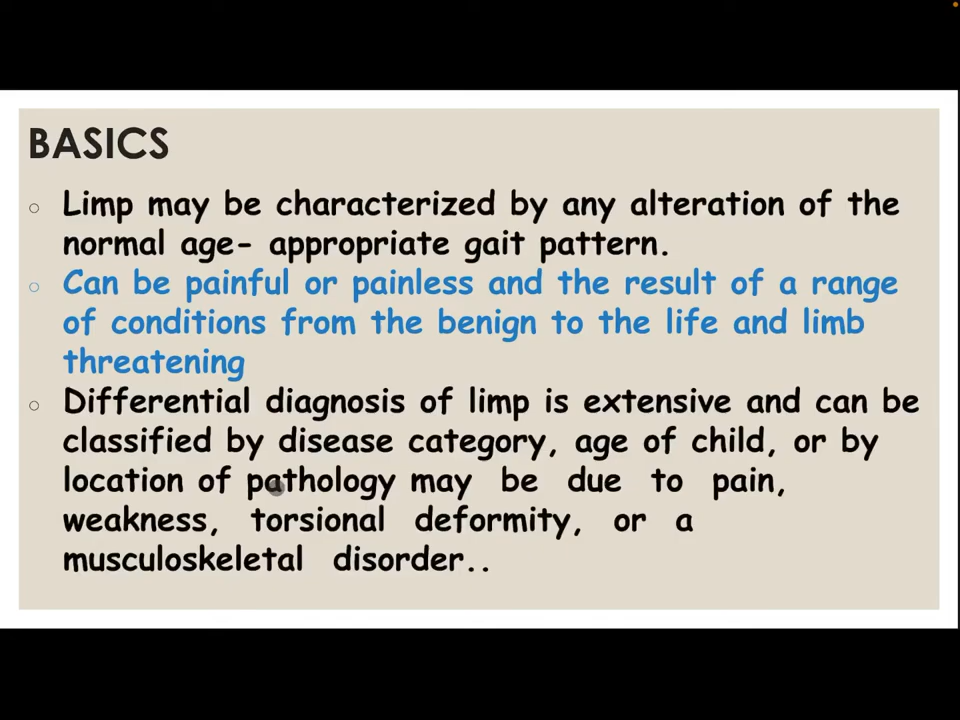 BASICS
Limp may be characterized by any alteration of the
normal age- appropriate gait pattern.
Can be painful or painless and the result of a range
of conditions from the benign to the life and limb
threatening
Differential diagnosis of limp is extensive and can be
classified by disease category, age of child, or by
location of pathology may be due to pain,
weakness, torsional deformity, or a
musculoskeletal disorder..